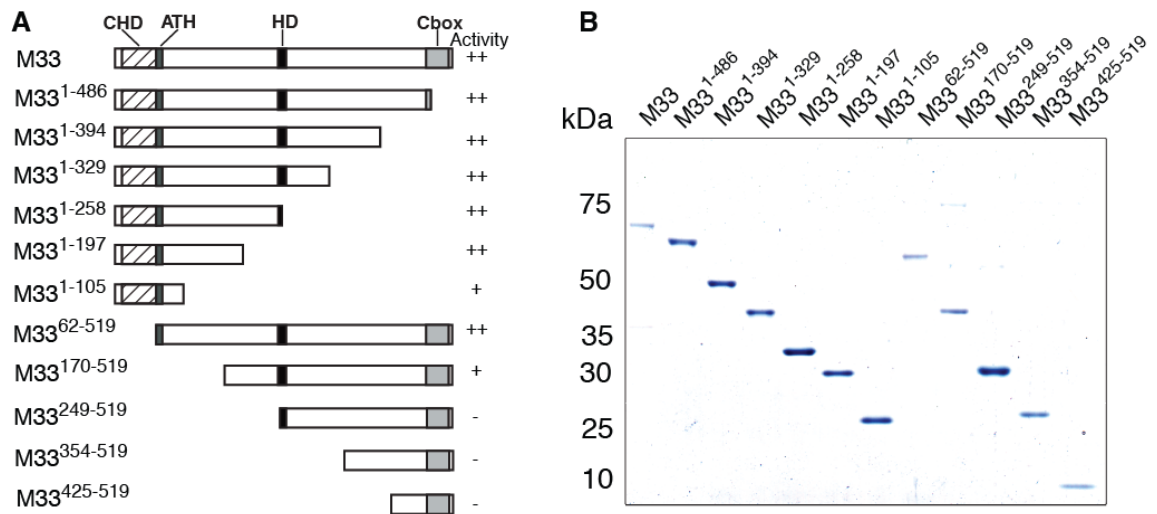 A
CHD ATH HD Cbox
Activity
M33 ++
M33 1-486 ++
M33 1-394 ++
M33 1-329 ++
M33 1-258 ++
M33 1-197 ++
M33 1-105 +
M33 62-519 ++
M33 170-519 +
M33 249-519 -
M33 354-519 -
M33 425-519 -
B
kDa
M33
M33 1-486
M33 1-394
M33 1-329
M33 1-258
M33 1-197
M33 1-105
M33 62-519
M33 170-519
M33 249-519
M33 354-519
M33 425-519
75
50
35
30
25
10